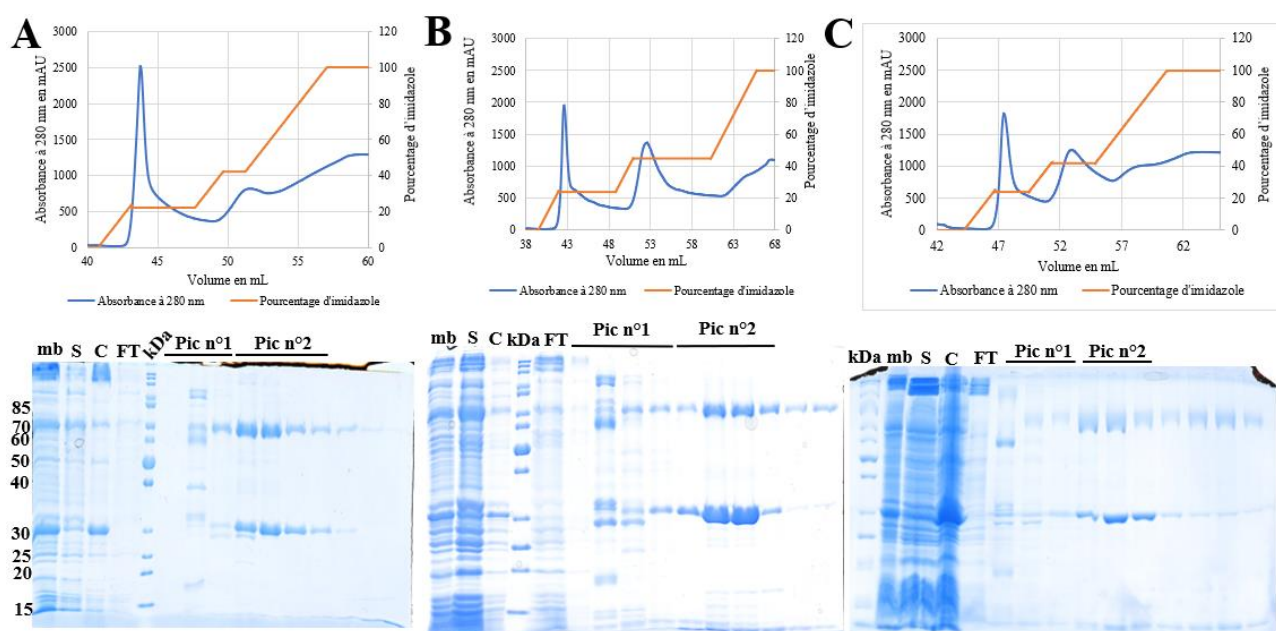 A
Absorbance à 280 nm en mAU
3000
2500
2000
1500
1000
500
0
120
100
80
60
40
20
0
Pourcentage d'imidazole
40 45 50 55 60
Volume en mL
Absorbance à 280 nm Pourcentage d'imidazole
B
Absorbance à 280 nm en mAU
3000
2500
2000
1500
1000
500
0
120
100
80
60
40
20
0
Pourcentage d'imidazole
38 43 48 53 58 63 68
Volume en mL
Absorbance à 280 nm Pourcentage d'imidazole
C
Absorbance à 280 nm en mAU
3000
2500
2000
1500
1000
500
0
120
100
80
60
40
20
0
Pourcentage d'imidazole
42 47 52 57 62
Volume en mL
Absorbance à 280 nm Pourcentage d'imidazole
mb S C FT kDa Pic n°1 Pic n°2
85
70
60
50
40
30
25
20
15
mb S C kDa FT Pic n°1 Pic n°2
kDa mb S C FT Pic n°1 Pic n°2